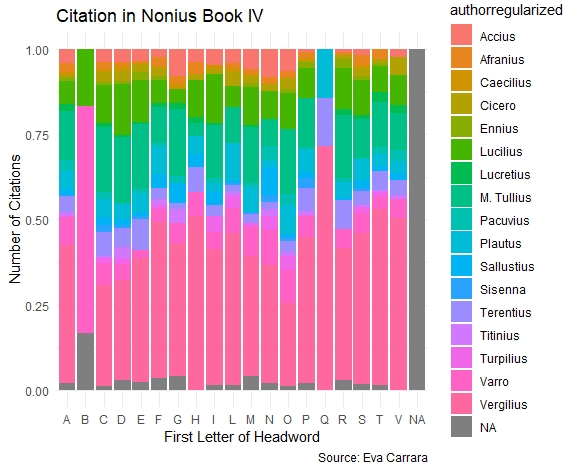 Citation in Nonius Book IV
authorregularized
Accius
Afranius
Caecilius
Cicero
Ennius
Lucilius
Lucretius
M. Tullius
Pacuvius
Plautus
Sallustius
Sisenna
Terentius
Titinius
Turpilius
Varro
Vergilius
NA
Number of Citations
1.00
0.75
0.50
0.25
0.00
A B C D E F G H I L M N O P Q R S T V NA
First Letter of Headword
Source: Eva Carrara